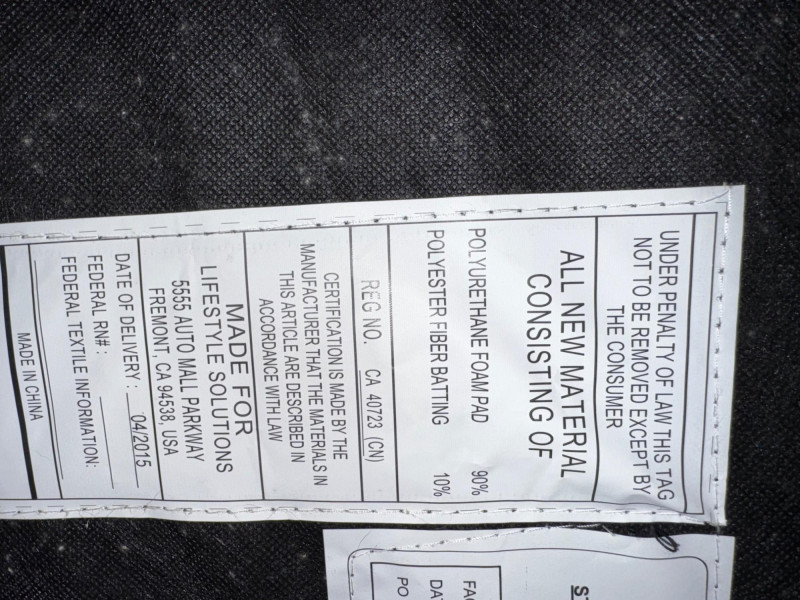 UNDER PENALTY OF LAW THIS TAG
NOT TO BE REMOVED EXCEPT BY
THE CONSUMER
ALL NEW MATERIAL
CONSISTING OF
POLYURETHANE FOAM PAD 90%
POLYESTER FIBER BATTING 10%
REG NO. CA 40723 (CN)
CERTIFICATION IS MADE BY THE
MANUFACTURER THAT THE MATERIALS IN
THIS ARTICLE ARE DESCRIBED IN
ACCORDANCE WITH LAW
MADE FOR
LIFESTYLE SOLUTIONS
5555 AUTO MALL PARKWAY
FREMONT, CA 94538, USA
DATE OF DELIVERY : 04/2015
FEDERAL RN# :
FEDERAL TEXTILE INFORMATION:
MADE IN CHINA